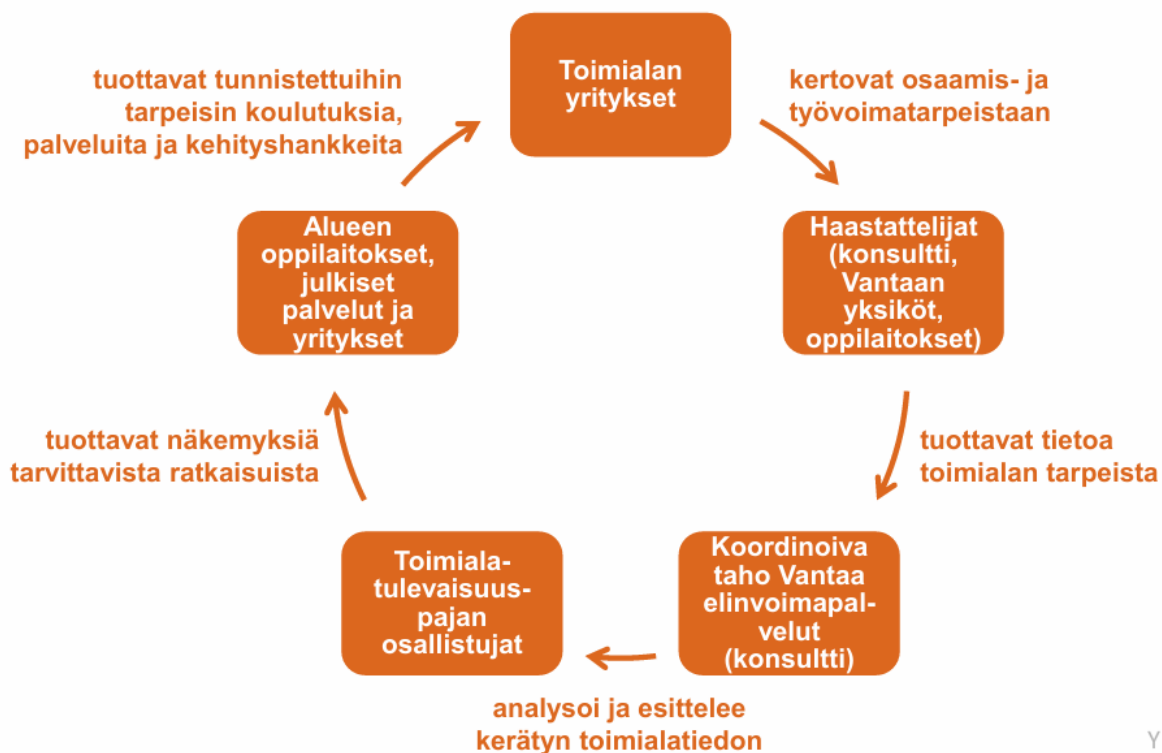 Toimialan
yritykset
kertovat osaamis- ja
työvoimatarpeistaan
Haastattelijat
(konsultti,
Vantaan
yksiköt,
oppilaitokset)
tuottavat tietoa
toimialan tarpeista
Koordinoiva
taho Vantaa
elinvoimapal-
velut
(konsultti)
analysoi ja esittelee
kerätyn toimialatiedon
Toimiala-
tulevaisuus-
pajan
osallistujat
tuottavat näkemyksiä
tarvittavista ratkaisuista
Alueen
oppilaitokset,
julkiset
palvelut ja
yritykset
tuottavat tunnistettuihin
tarpeisin koulutuksia,
palveluita ja kehityshankkeita
Y